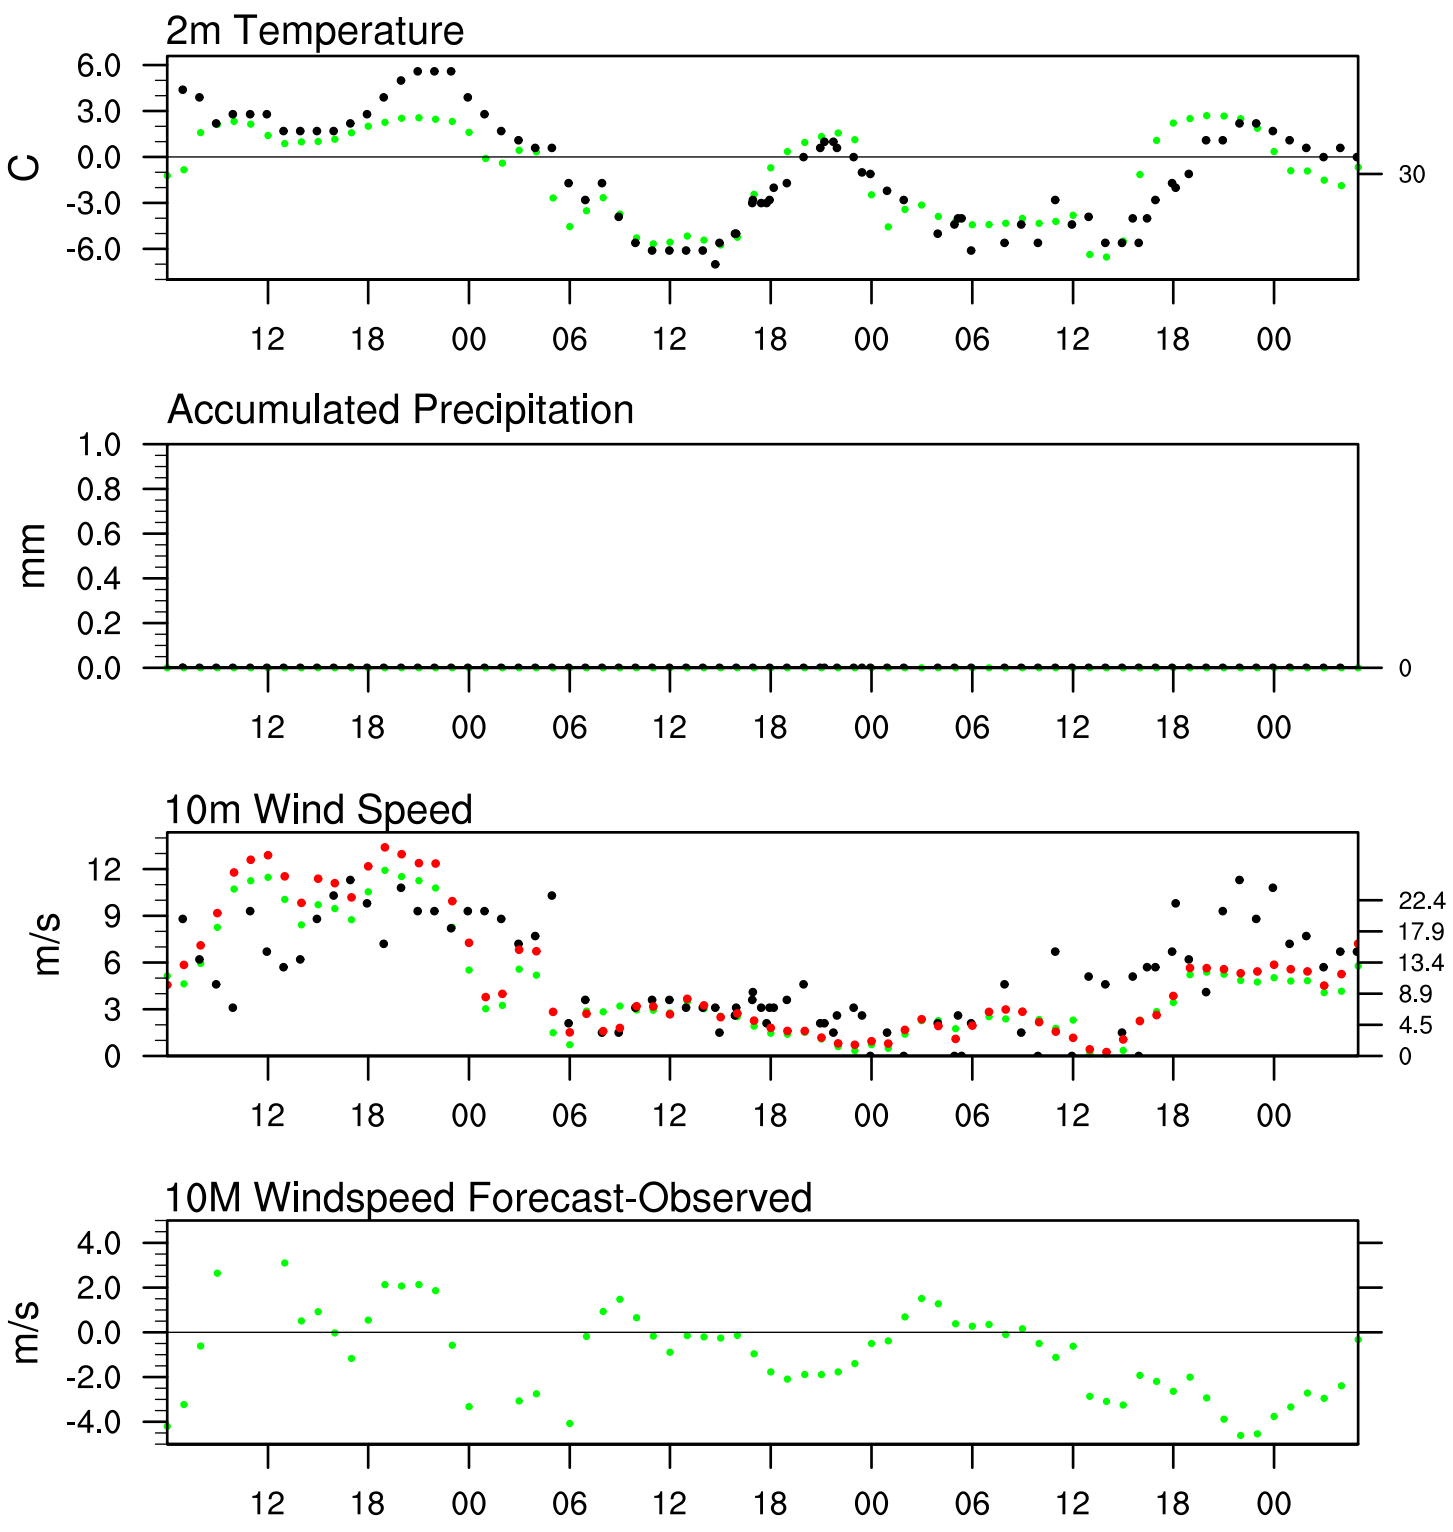 2m Temperature
6.0
3.0
0.0
-3.0
-6.0
C
30
12 18 00 06 12 18 00 06 12 18 00
Accumulated Precipitation
1.0
0.8
0.6
0.4
0.2
0.0
mm
0
12 18 00 06 12 18 00 06 12 18 00
10m Wind Speed
12
9
6
3
0
m/s
22.4
17.9
13.4
8.9
4.5
0
12 18 00 06 12 18 00 06 12 18 00
10M Windspeed Forecast-Observed
4.0
2.0
0.0
-2.0
-4.0
m/s
12 18 00 06 12 18 00 06 12 18 00